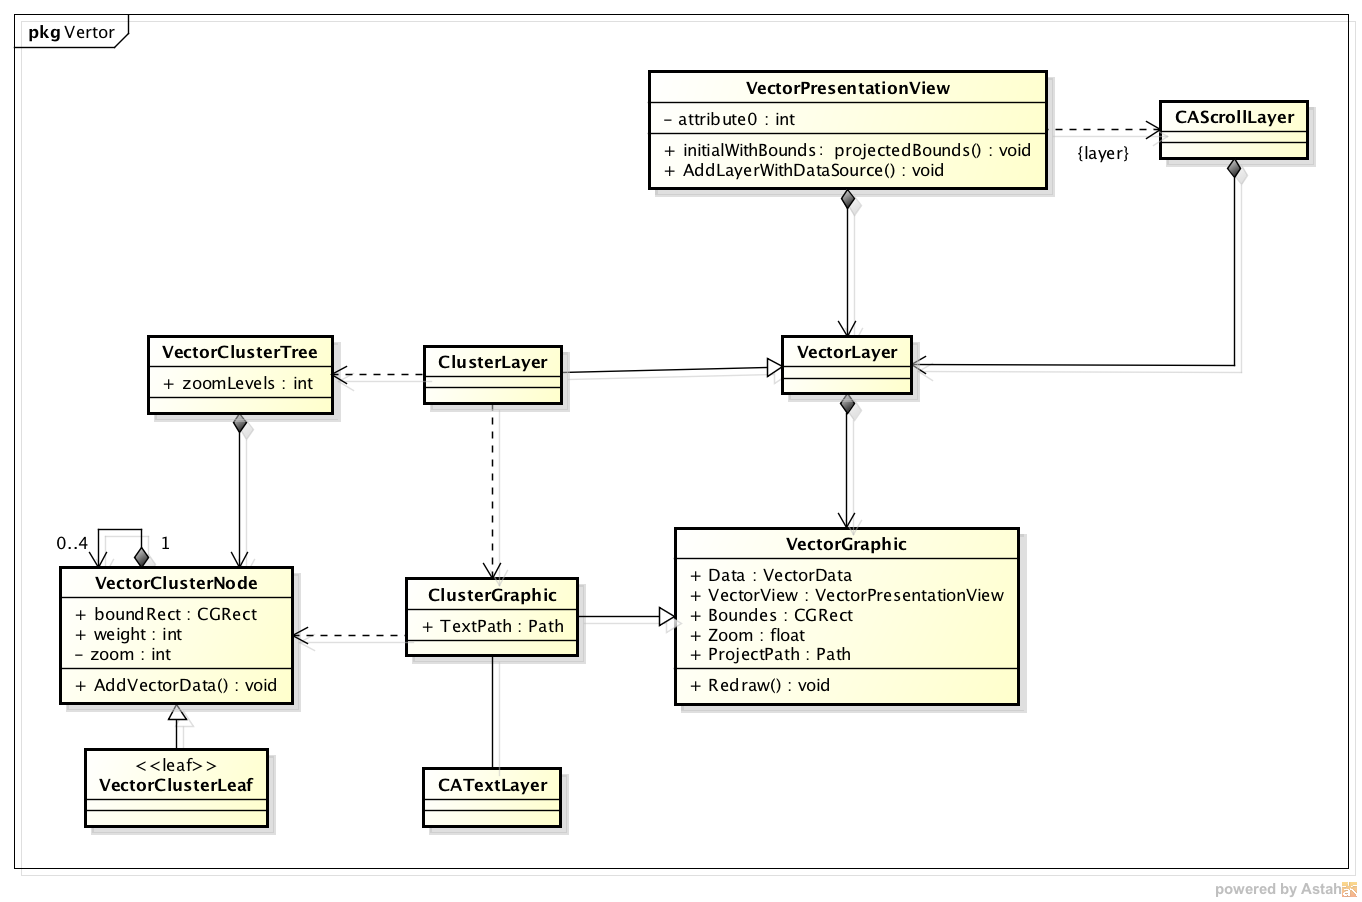 pkg Vertor
VectorPresentationView
- attribute0 : int
+ initialWithBounds：projectedBounds() : void
+ AddLayerWithDataSource() : void
CAScrollLayer
{layer}
VectorClusterTree
+ zoomLevels : int
ClusterLayer
VectorLayer
0..4
1
VectorClusterNode
+ boundRect : CGRect
+ weight : int
- zoom : int
+ AddVectorData() : void
ClusterGraphic
+ TextPath : Path
VectorGraphic
+ Data : VectorData
+ VectorView : VectorPresentationView
+ Boundes : CGRect
+ Zoom : float
+ ProjectPath : Path
+ Redraw() : void
<<leaf>>
VectorClusterLeaf
CATextLayer
powered by Astah